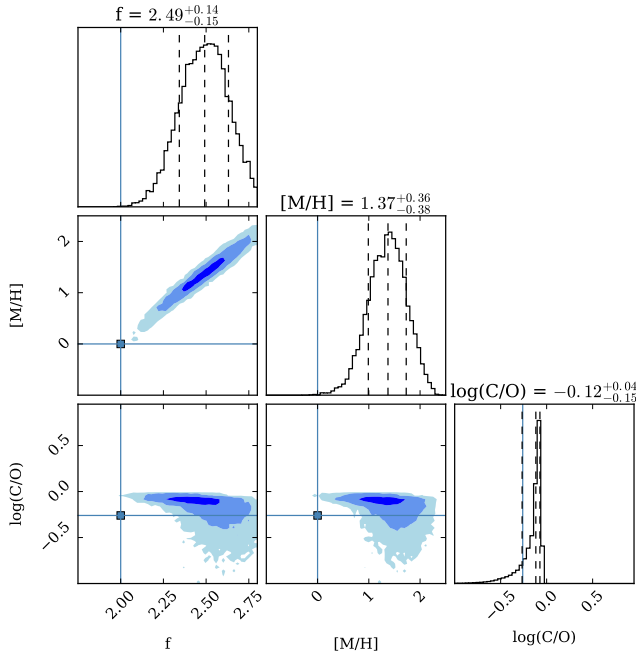 f = 2.49^{+0.14}_{-0.15}
[M/H] = 1.37^{+0.36}_{-0.38}
[M/H]
2
1
0
log(C/O) = −0.12^{+0.04}_{-0.15}
log(C/O)
0.5
0.0
−0.5
2.00
2.25
2.50
2.75
0
1
2
−0.5
0.0
0.5
f
[M/H]
log(C/O)